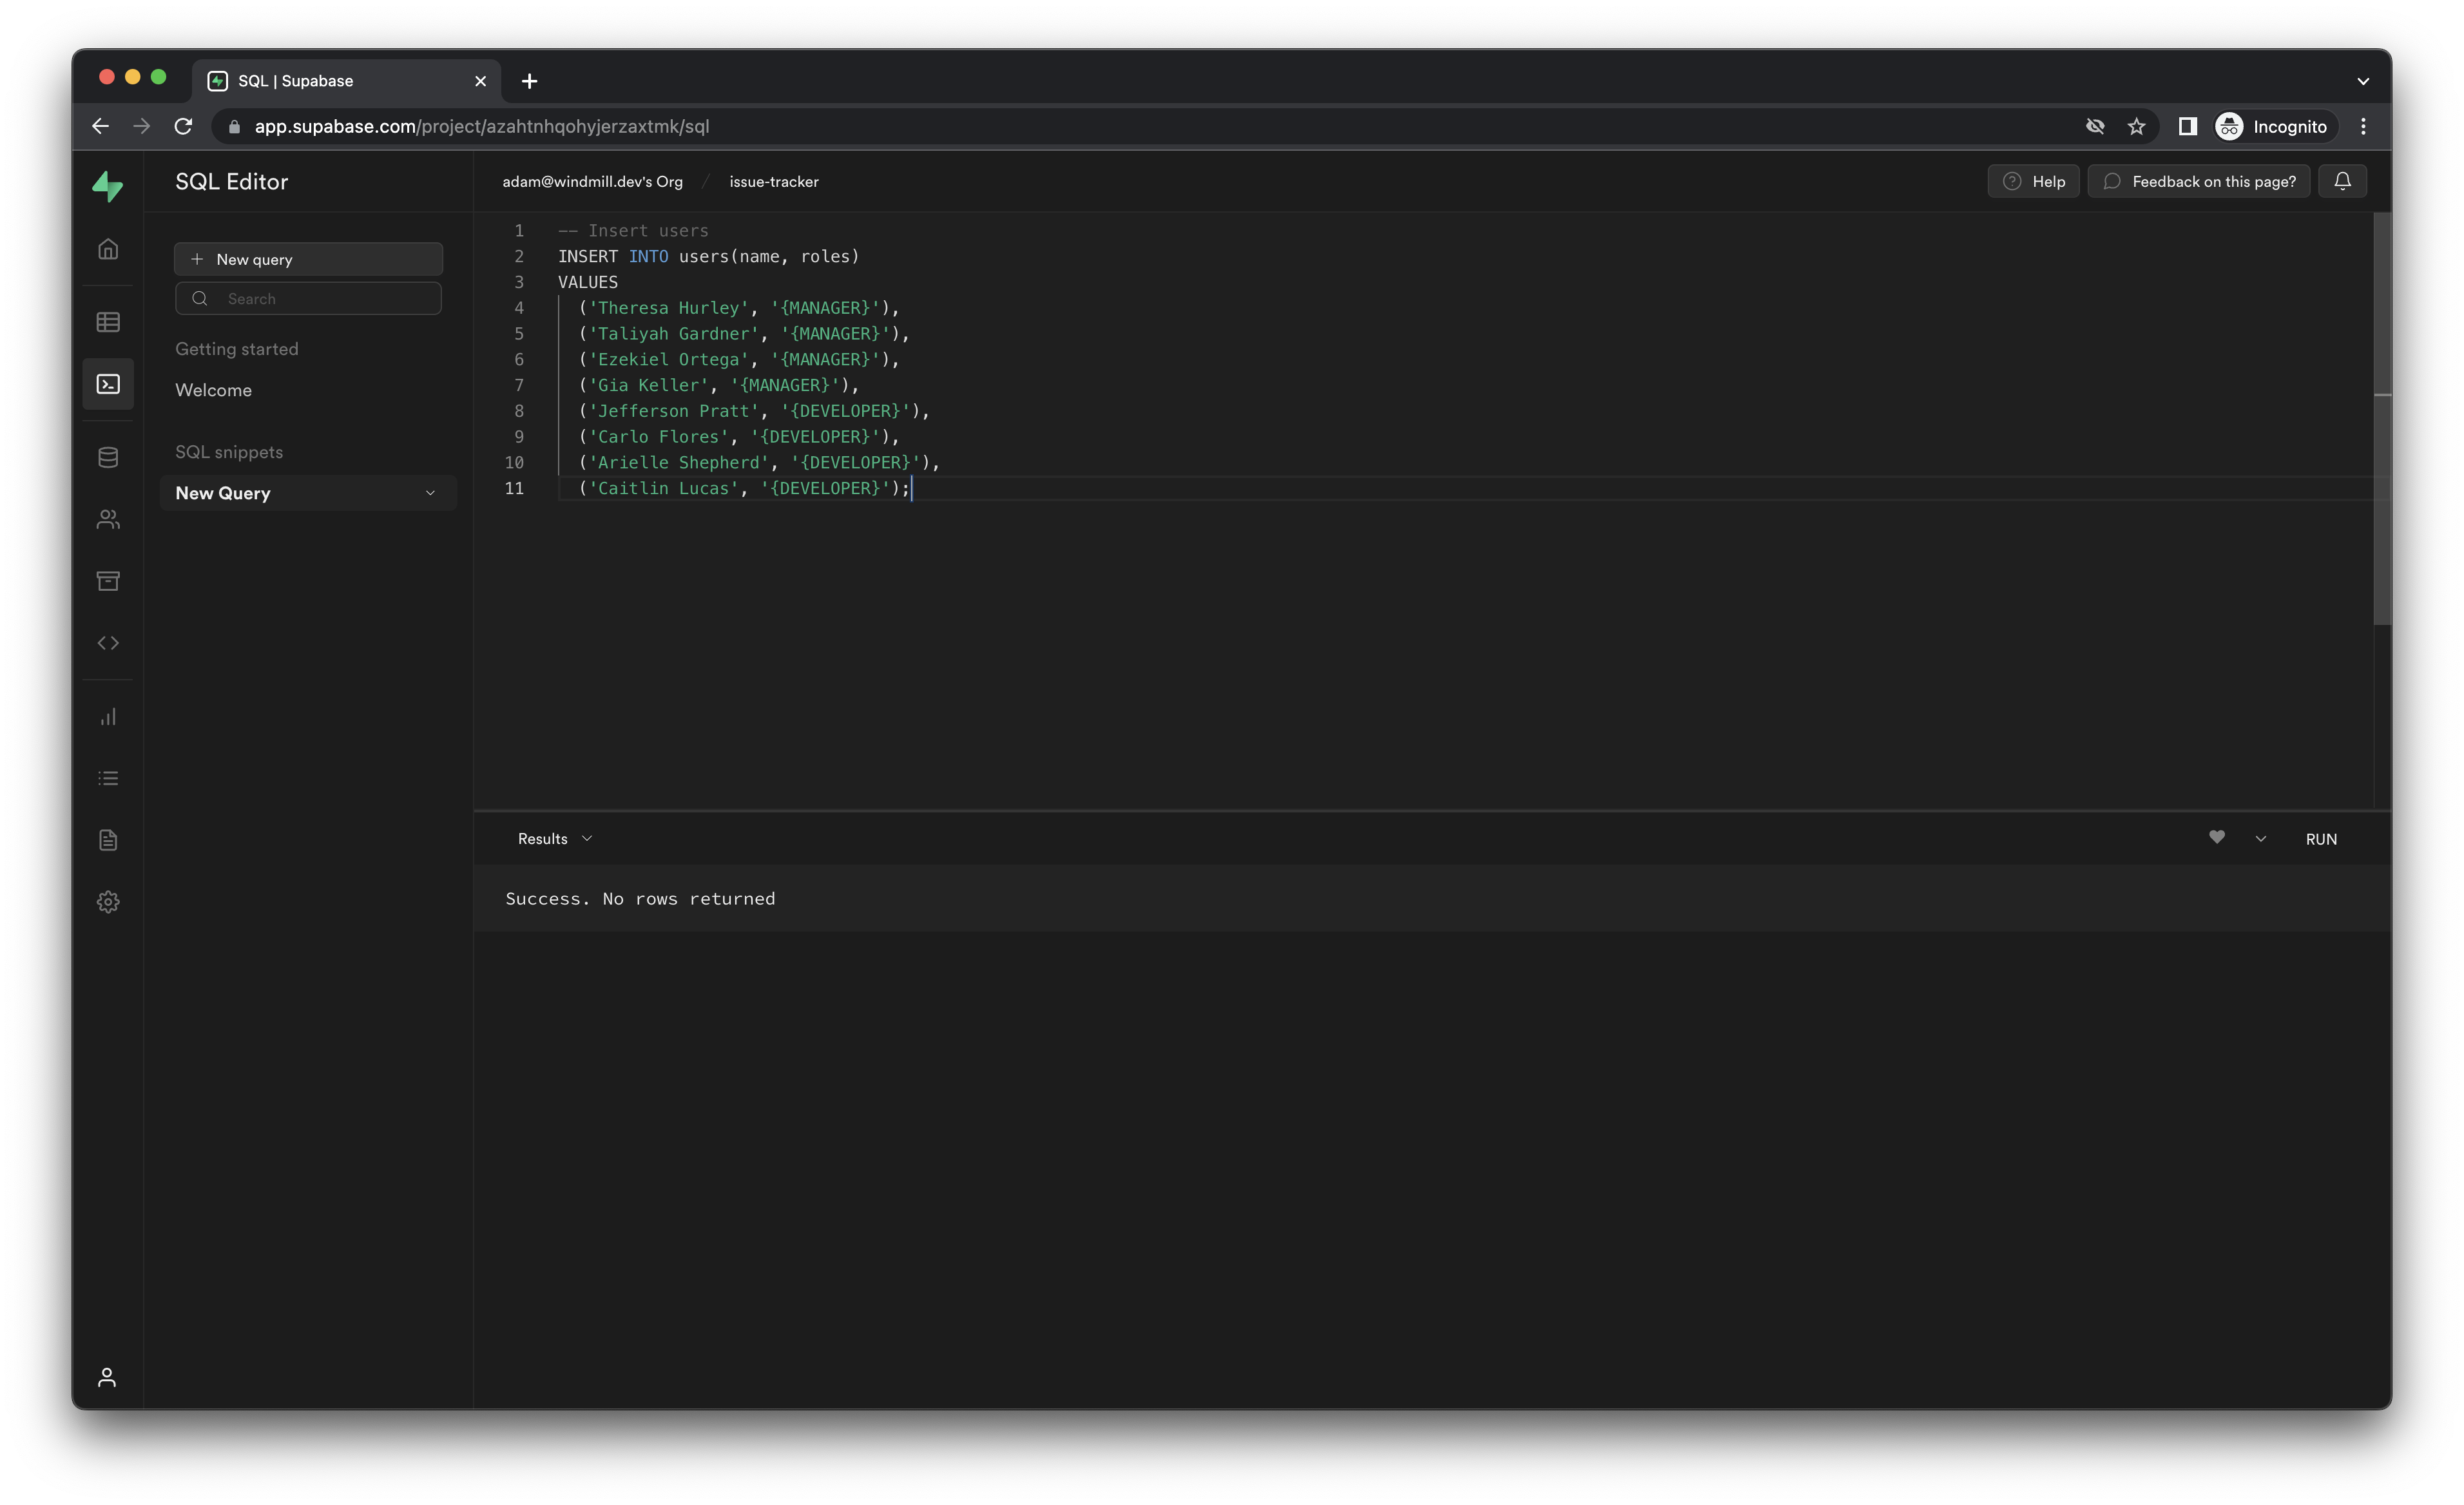 SQL | Supabase
app.supabase.com/project/azahtnhqohyjerzaxtmk/sql
Incognito
SQL Editor
adam@windmill.dev's Org / issue-tracker
Help
Feedback on this page?
New query
Search
Getting started
Welcome
SQL snippets
New Query
1 -- Insert users
2 INSERT INTO users(name, roles)
3 VALUES
4 ('Theresa Hurley', '{MANAGER}'),
5 ('Taliyah Gardner', '{MANAGER}'),
6 ('Ezekiel Ortega', '{MANAGER}'),
7 ('Gia Keller', '{MANAGER}'),
8 ('Jefferson Pratt', '{DEVELOPER}'),
9 ('Carlo Flores', '{DEVELOPER}'),
10 ('Arielle Shepherd', '{DEVELOPER}'),
11 ('Caitlin Lucas', '{DEVELOPER}');
Results
RUN
Success. No rows returned